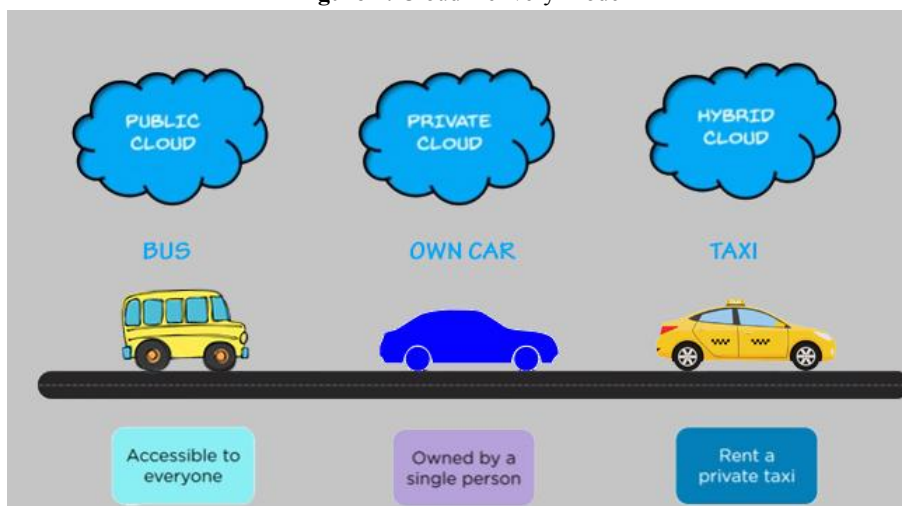 PUBLIC
CLOUD
PRIVATE
CLOUD
HYBRID
CLOUD
BUS
OWN CAR
TAXI
Accessible to
everyone
Owned by a
single person
Rent a
private taxi